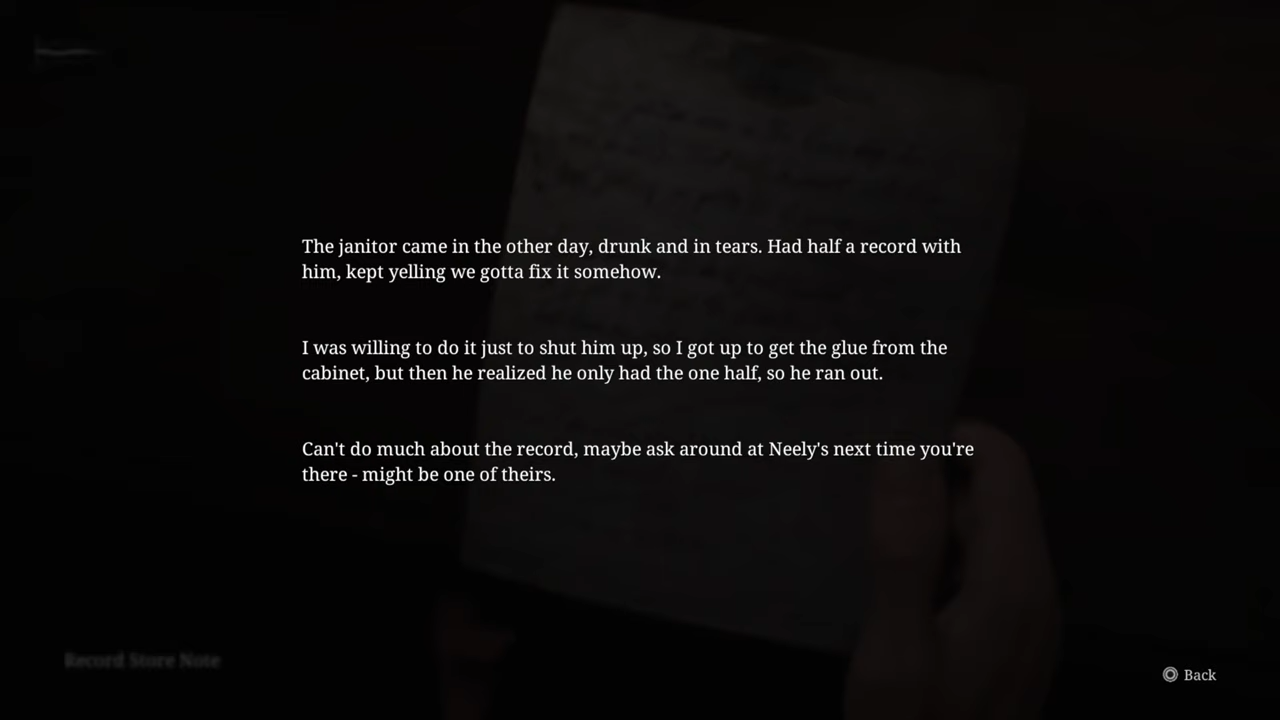 The janitor came in the other day, drunk and in tears. Had half a record with
him, kept yelling we gotta fix it somehow.
I was willing to do it just to shut him up, so I got up to get the glue from the
cabinet, but then he realized he only had the one half, so he ran out.
Can't do much about the record, maybe ask around at Neely's next time you're
there - might be one of theirs.
Record Store Note
Back